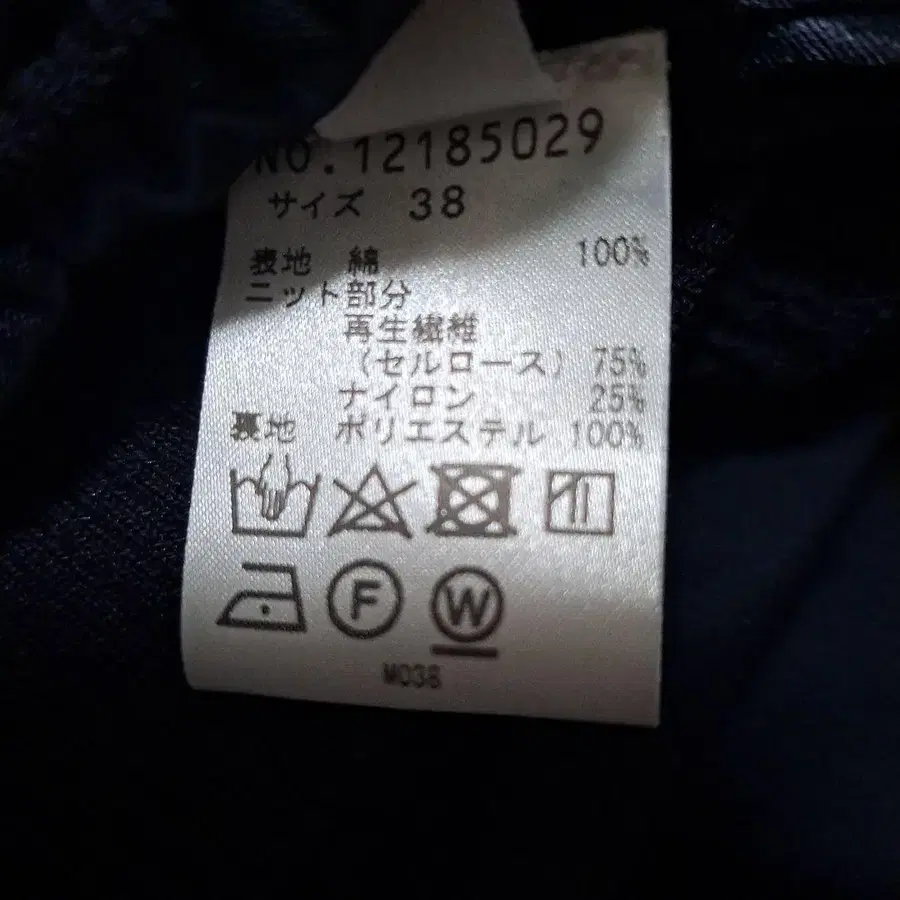 NO.12185029
サイズ 38
表地 綿 100%
ニット部分
再生繊維
(セルロース) 75%
ナイロン 25%
裏地 ポリエステル 100%
F W
M038